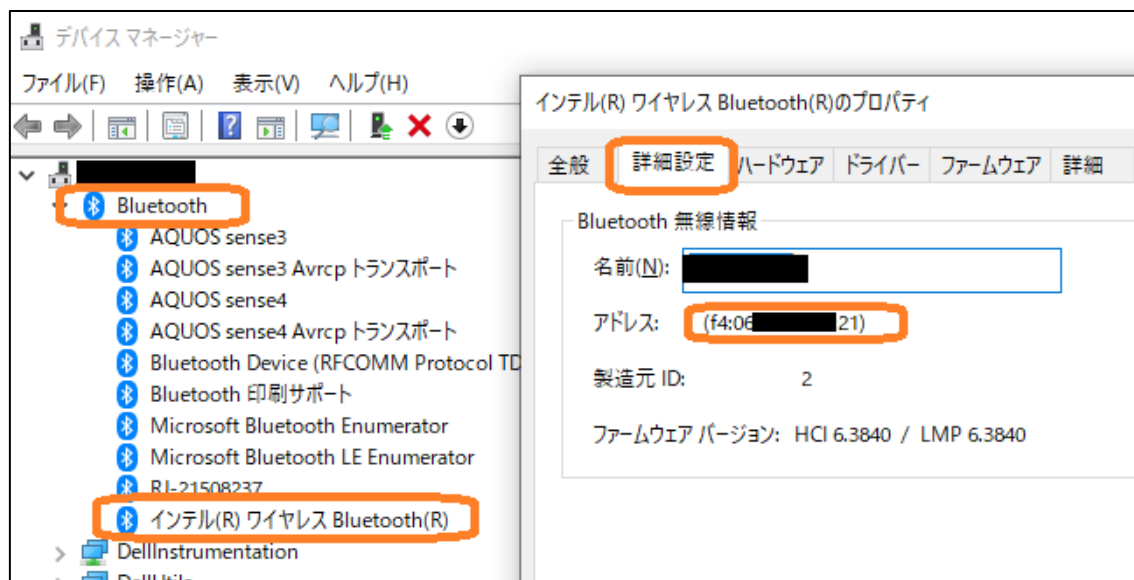 デバイス マネージャー
ファイル(F) 操作(A) 表示(V) ヘルプ(H)
Bluetooth
AQUOS sense3
AQUOS sense3 Avrcp トランスポート
AQUOS sense4
AQUOS sense4 Avrcp トランスポート
Bluetooth Device (RFCOMM Protocol TD
Bluetooth 印刷サポート
Microsoft Bluetooth Enumerator
Microsoft Bluetooth LE Enumerator
RJ-21508237
インテル(R) ワイヤレス Bluetooth(R)
DellInstrumentation
インテル(R) ワイヤレス Bluetooth(R)のプロパティ
全般 詳細設定 ハードウェア ドライバー ファームウェア 詳細
Bluetooth 無線情報
名前(N):
アドレス: (f4:06 21)
製造元 ID: 2
ファームウェア バージョン: HCI 6.3840 / LMP 6.3840